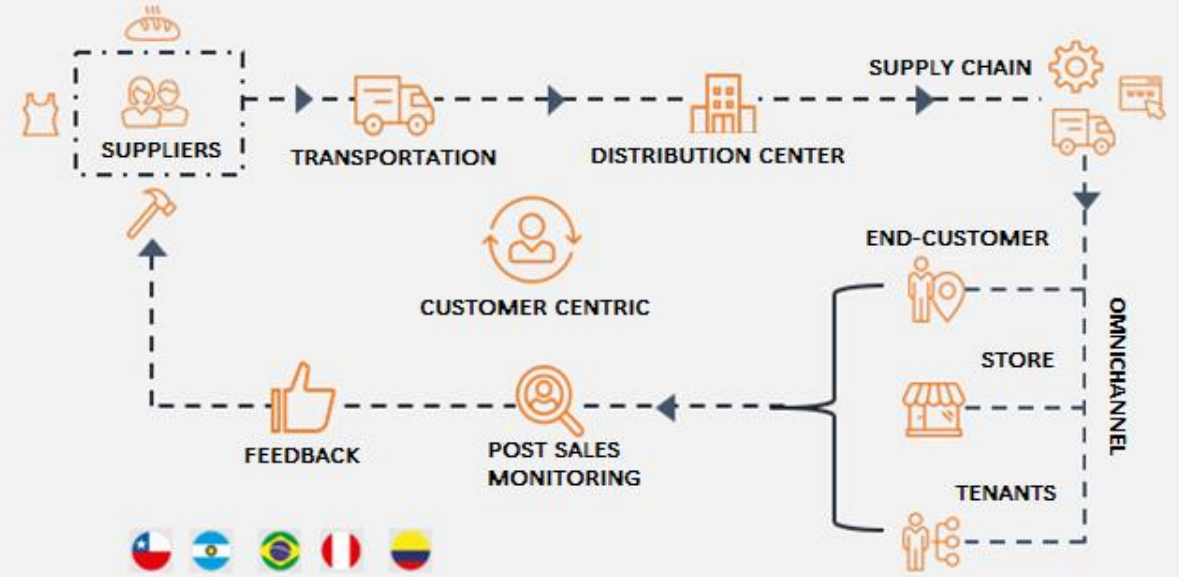 SUPPLY CHAIN
SUPPLIERS
TRANSPORTATION
DISTRIBUTION CENTER
END-CUSTOMER
CUSTOMER CENTRIC
OMNICHANNEL
STORE
FEEDBACK
POST SALES
MONITORING
TENANTS